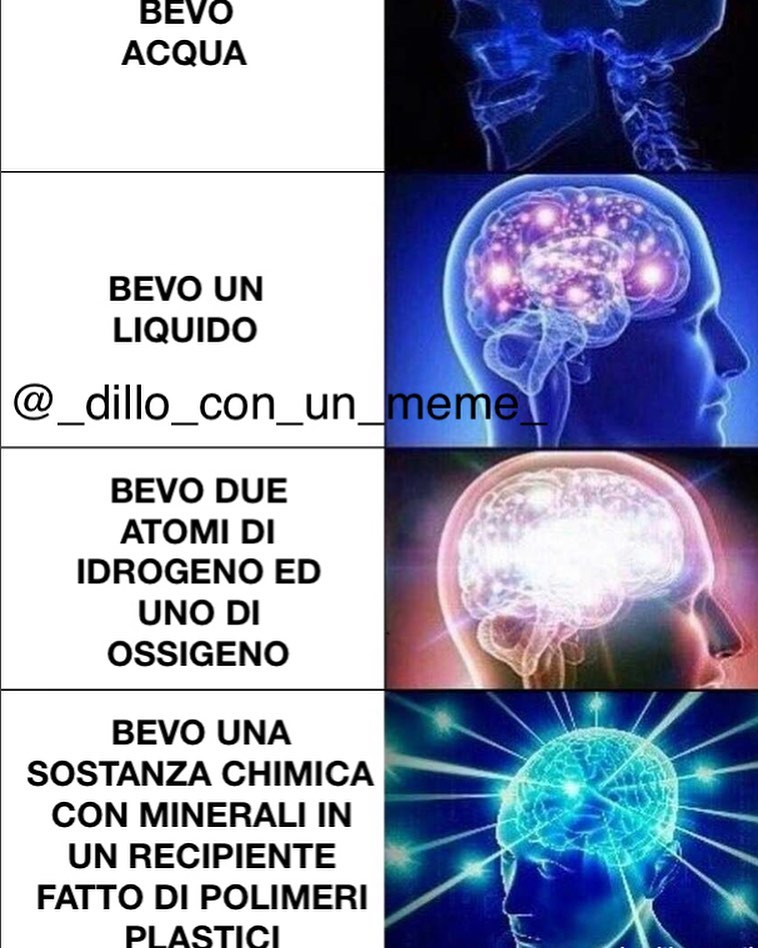 BEVO
ACQUA
BEVO UN
LIQUIDO
@_dillo_con_un_meme_
BEVO DUE
ATOMI DI
IDROGENO ED
UNO DI
OSSIGENO
BEVO UNA
SOSTANZA CHIMICA
CON MINERALI IN
UN RECIPIENTE
FATTO DI POLIMERI
PLASTICI